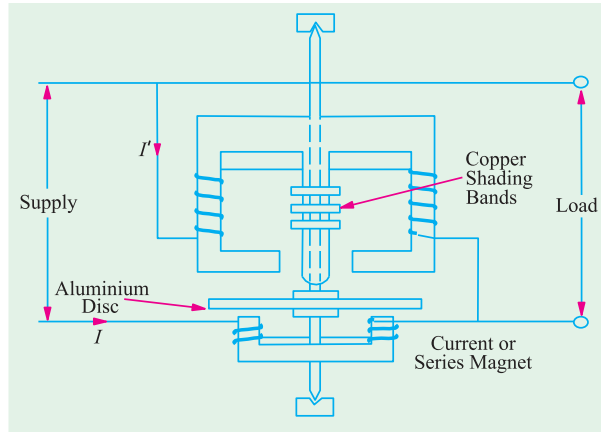 I'
Copper
Shading
Bands
Supply
Load
Aluminium
Disc
I
Current or
Series Magnet